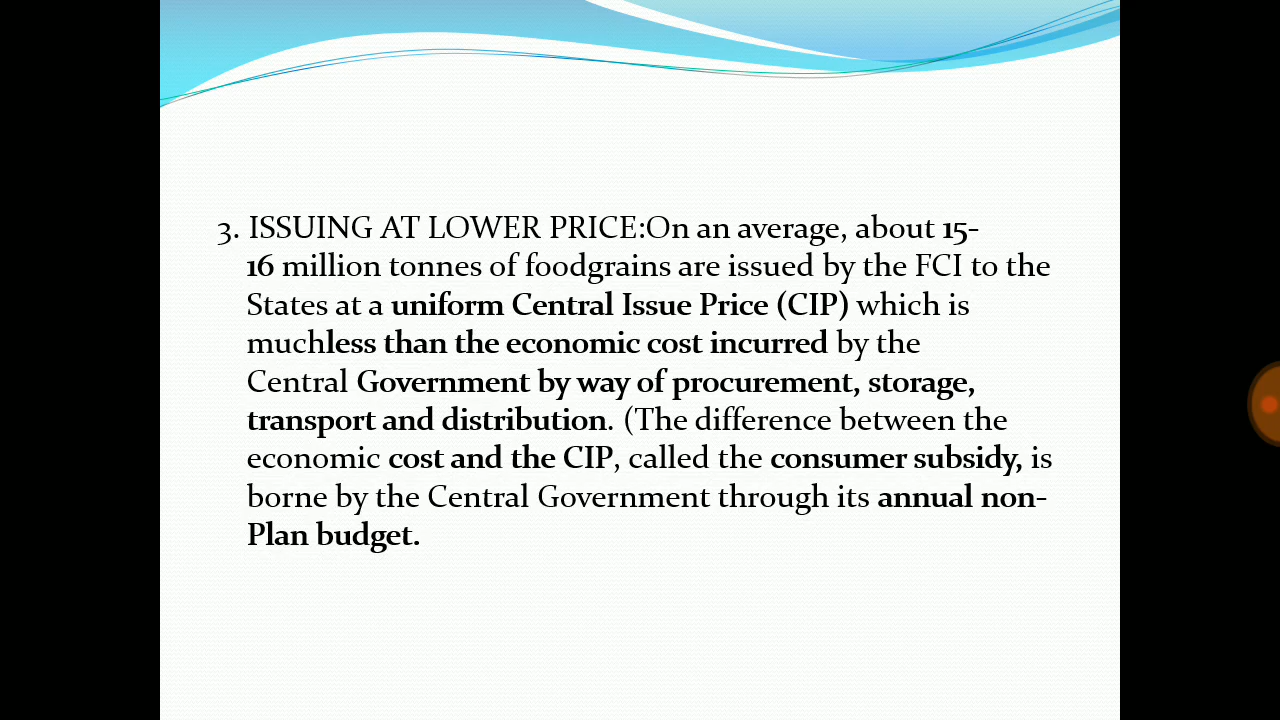 3. ISSUING AT LOWER PRICE:On an average, about 15-
16 million tonnes of foodgrains are issued by the FCI to the
States at a uniform Central Issue Price (CIP) which is
muchless than the economic cost incurred by the
Central Government by way of procurement, storage,
transport and distribution. (The difference between the
economic cost and the CIP, called the consumer subsidy, is
borne by the Central Government through its annual non-
Plan budget.